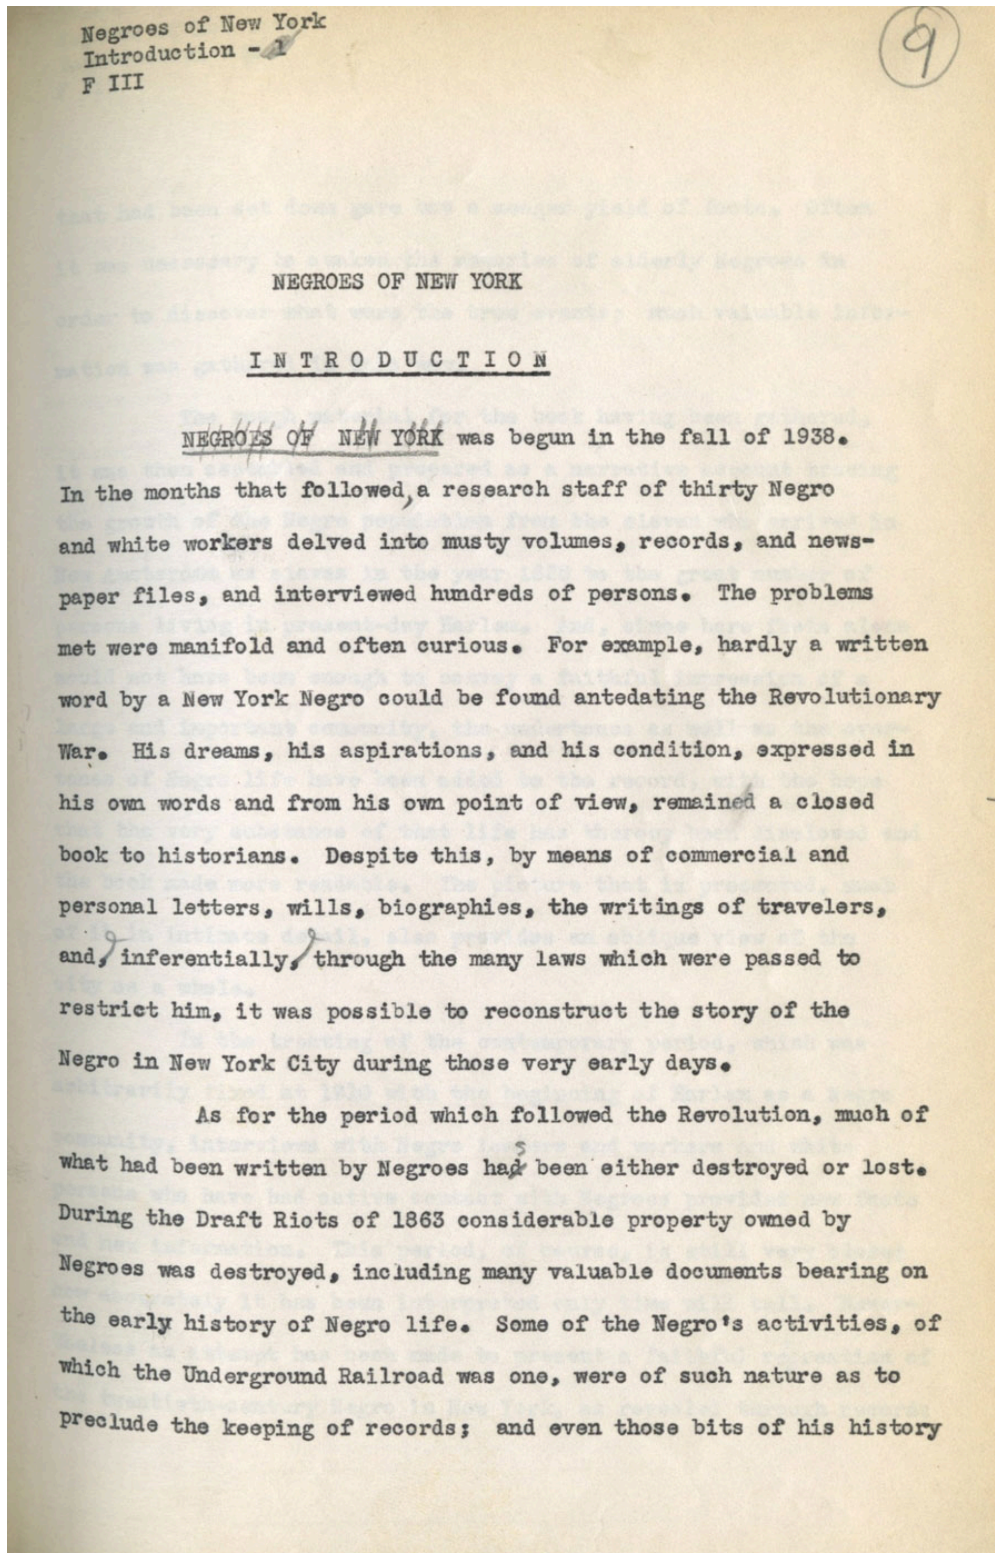 Negroes of New York
Introduction - 1
F III
9
NEGROES OF NEW YORK
INTRODUCTION
NEGROES OF NEW YORK was begun in the fall of 1938.
In the months that followed, a research staff of thirty Negro
and white workers delved into musty volumes, records, and news-
paper files, and interviewed hundreds of persons. The problems
met were manifold and often curious. For example, hardly a written
word by a New York Negro could be found antedating the Revolutionary
War. His dreams, his aspirations, and his condition, expressed in
his own words and from his own point of view, remained a closed
book to historians. Despite this, by means of commercial and
personal letters, wills, biographies, the writings of travelers,
and, inferentially, through the many laws which were passed to
restrict him, it was possible to reconstruct the story of the
Negro in New York City during those very early days.
As for the period which followed the Revolution, much of
what had been written by Negroes has been either destroyed or lost.
During the Draft Riots of 1863 considerable property owned by
Negroes was destroyed, including many valuable documents bearing on
the early history of Negro life. Some of the Negro's activities, of
which the Underground Railroad was one, were of such nature as to
preclude the keeping of records; and even those bits of his history